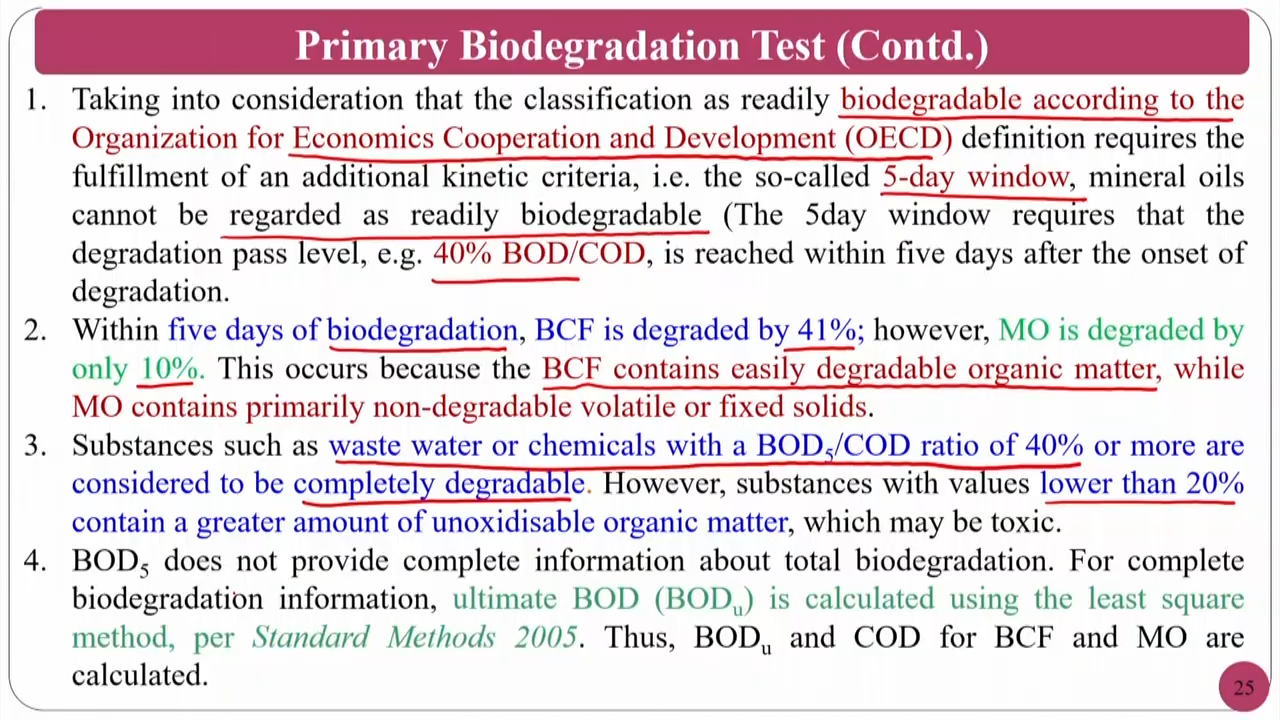 Primary Biodegradation Test (Contd.)
1. Taking into consideration that the classification as readily biodegradable according to the
Organization for Economics Cooperation and Development (OECD) definition requires the
fulfillment of an additional kinetic criteria, i.e. the so-called 5-day window, mineral oils
cannot be regarded as readily biodegradable (The 5day window requires that the
degradation pass level, e.g. 40% BOD/COD, is reached within five days after the onset of
degradation.
2. Within five days of biodegradation, BCF is degraded by 41%; however, MO is degraded by
only 10%. This occurs because the BCF contains easily degradable organic matter, while
MO contains primarily non-degradable volatile or fixed solids.
3. Substances such as waste water or chemicals with a BOD₅/COD ratio of 40% or more are
considered to be completely degradable. However, substances with values lower than 20%
contain a greater amount of unoxidisable organic matter, which may be toxic.
4. BOD₅ does not provide complete information about total biodegradation. For complete
biodegradation information, ultimate BOD (BODᵤ) is calculated using the least square
method, per Standard Methods 2005. Thus, BODᵤ and COD for BCF and MO are
calculated.
25